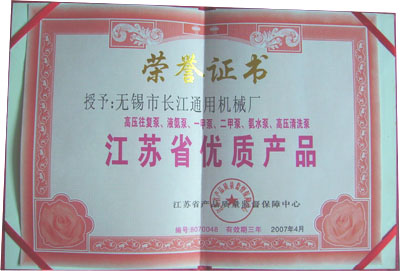 荣誉证书
授予:无锡市长江通用机械厂
高压往复泵、液氨泵、一甲泵、二甲泵、氨水泵、高压清洗泵
江苏省优质产品
江苏省产品质量监督保障中心
编号:8070048 有效期三年 2007年4月